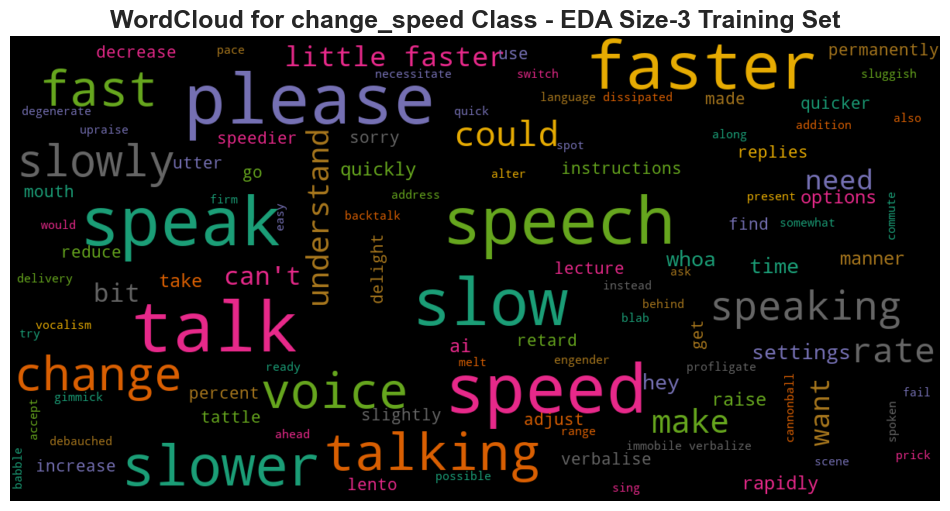 WordCloud for change_speed Class - EDA Size-3 Training Set
decrease pace little faster use faster permanently
fast please necessitate switch sluggish
degenerate quick language dissipated made quicker
upraise speedier sorry could spot along addition also
slowly utter understand go quickly alter instructions replies
mouth firm address need options present
speak easy backtalk speech find somewhat commute
would reduce delight whoa time manner
delivery take can't lecture ask
bit slow instead behind speaking
try vocalism talk blab get
ai retard settings rate
change ready melt engender profligate
gimmick percent voice speed hey raise cannonball want fail
accept tattle slightly adjust make spoken
debauched ahead talking range immobile verbalize
babble increase slower lento possible verbalise scene prick
sing rapidly